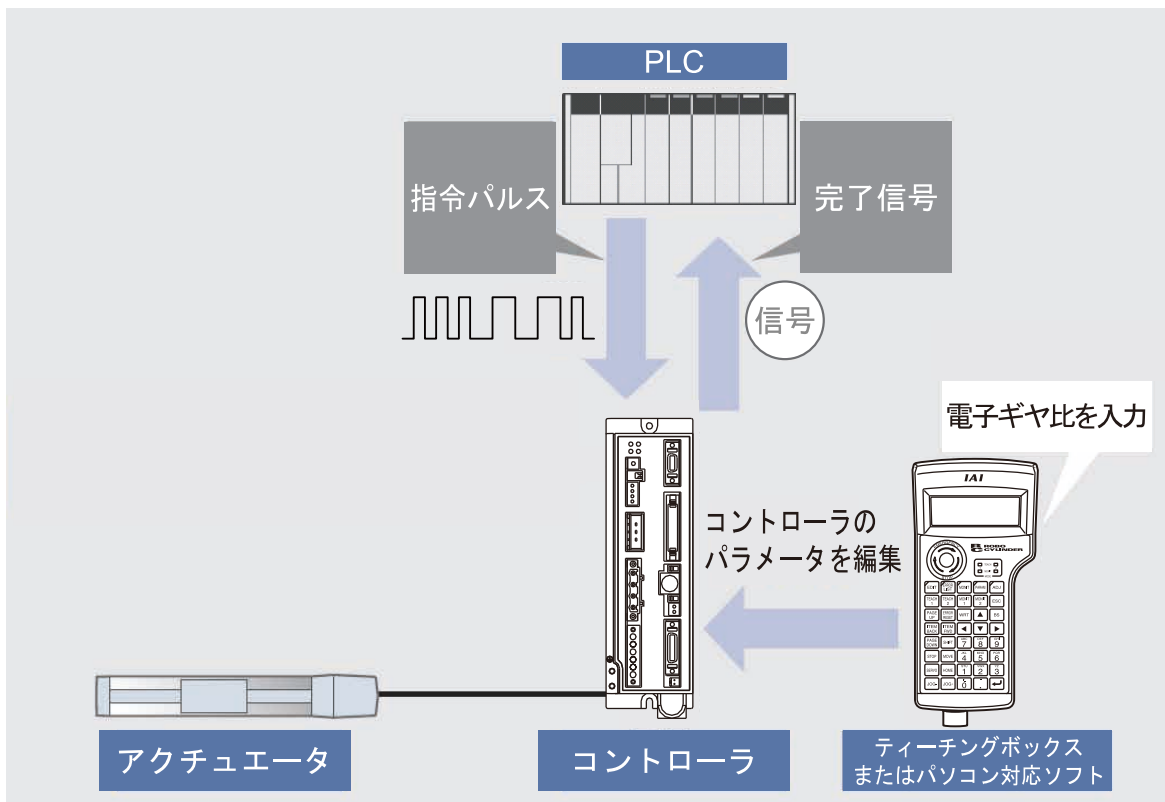 PLC
指令パルス
完了信号
信号
電子ギヤ比を入力
IAI
ROBO
CYLINDER
コントローラの
パラメータを編集
アクチュエータ
コントローラ
ティーチングボックス
またはパソコン対応ソフト